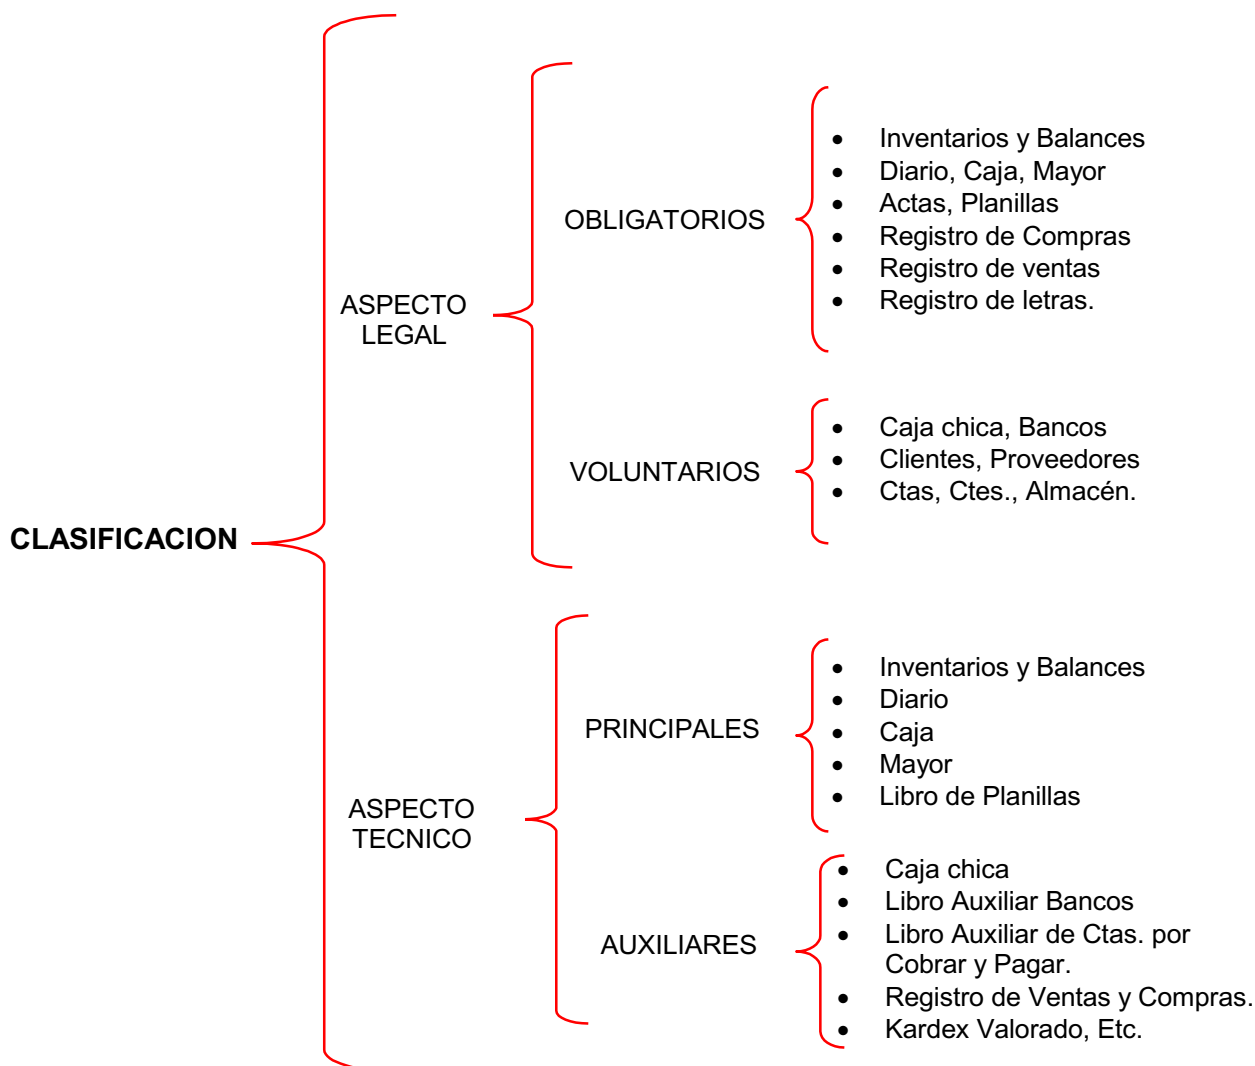 CLASIFICACION
ASPECTO
LEGAL
OBLIGATORIOS
• Inventarios y Balances
• Diario, Caja, Mayor
• Actas, Planillas
• Registro de Compras
• Registro de ventas
• Registro de letras.
VOLUNTARIOS
• Caja chica, Bancos
• Clientes, Proveedores
• Ctas, Ctes., Almacén.
ASPECTO
TECNICO
PRINCIPALES
• Inventarios y Balances
• Diario
• Caja
• Mayor
• Libro de Planillas
AUXILIARES
• Caja chica
• Libro Auxiliar Bancos
• Libro Auxiliar de Ctas. por
Cobrar y Pagar.
• Registro de Ventas y Compras.
• Kardex Valorado, Etc.